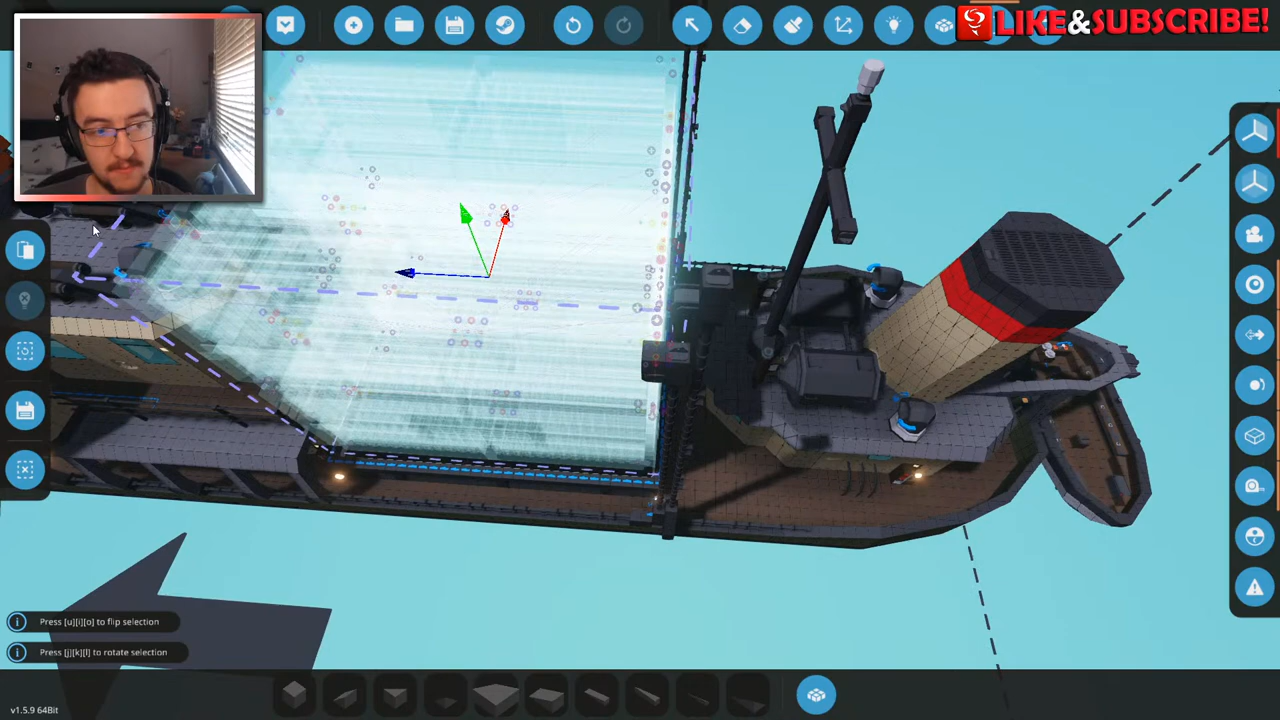 LIKE&SUBSCRIBE!
Press [u][i][o] to flip selection
Press [j][k][l] to rotate selection
v1.5.9 64Bit